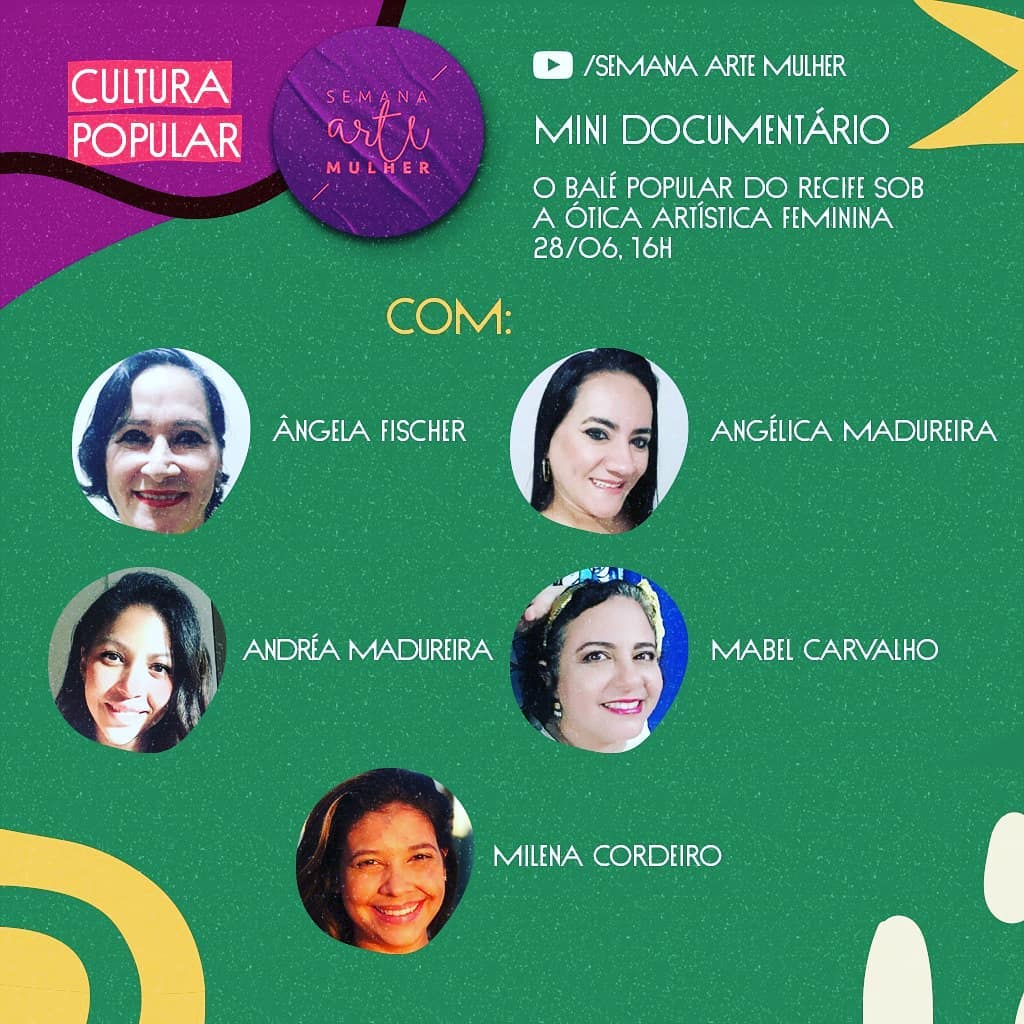 CULTURA
POPULAR
SEMANA
arte
MULHER
/SEMANA ARTE MULHER
MINI DOCUMENTÁRIO
O BALÉ POPULAR DO RECIFE SOB
A ÓTICA ARTÍSTICA FEMININA
28/06, 16H
COM:
ÂNGELA FISCHER
ANGÉLICA MADUREIRA
ANDRÉA MADUREIRA
MABEL CARVALHO
MILENA CORDEIRO